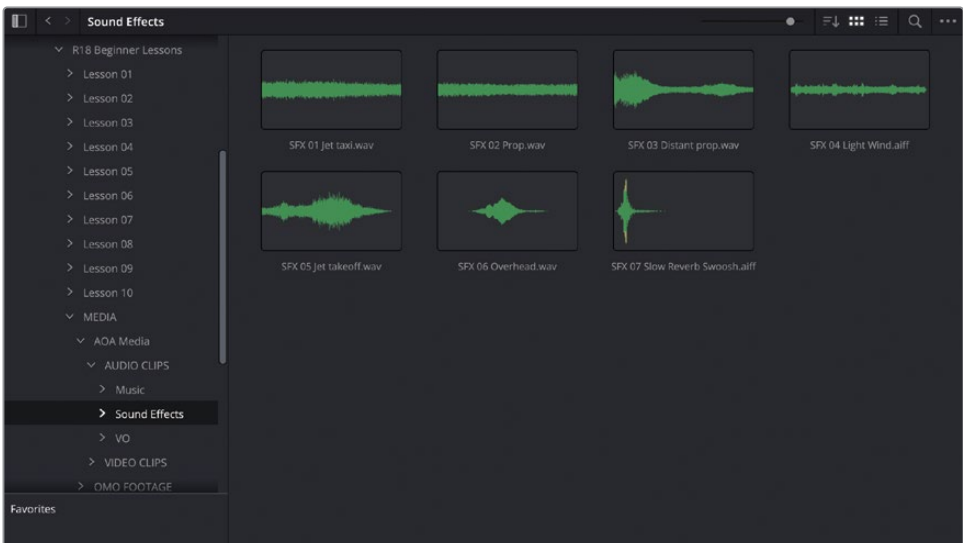 Sound Effects
R18 Beginner Lessons
Lesson 01
Lesson 02
Lesson 03
Lesson 04
Lesson 05
Lesson 06
Lesson 07
Lesson 08
Lesson 09
Lesson 10
MEDIA
AOA Media
AUDIO CLIPS
Music
Sound Effects
VO
VIDEO CLIPS
OMO FOOTAGE
Favorites
SFX 01 Jet taxi.wav
SFX 02 Prop.wav
SFX 03 Distant prop.wav
SFX 04 Light Wind.aiff
SFX 05 Jet takeoff.wav
SFX 06 Overhead.wav
SFX 07 Slow Reverb Swoosh.aiff